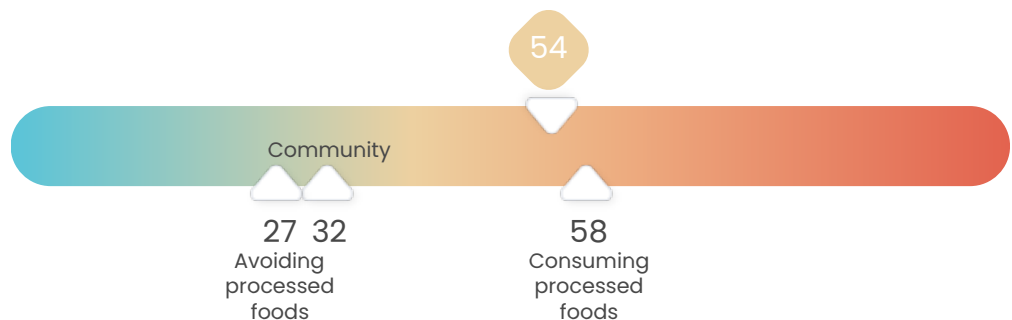 54
Community
27 32 58
Avoiding
processed
foods
Consuming
processed
foods